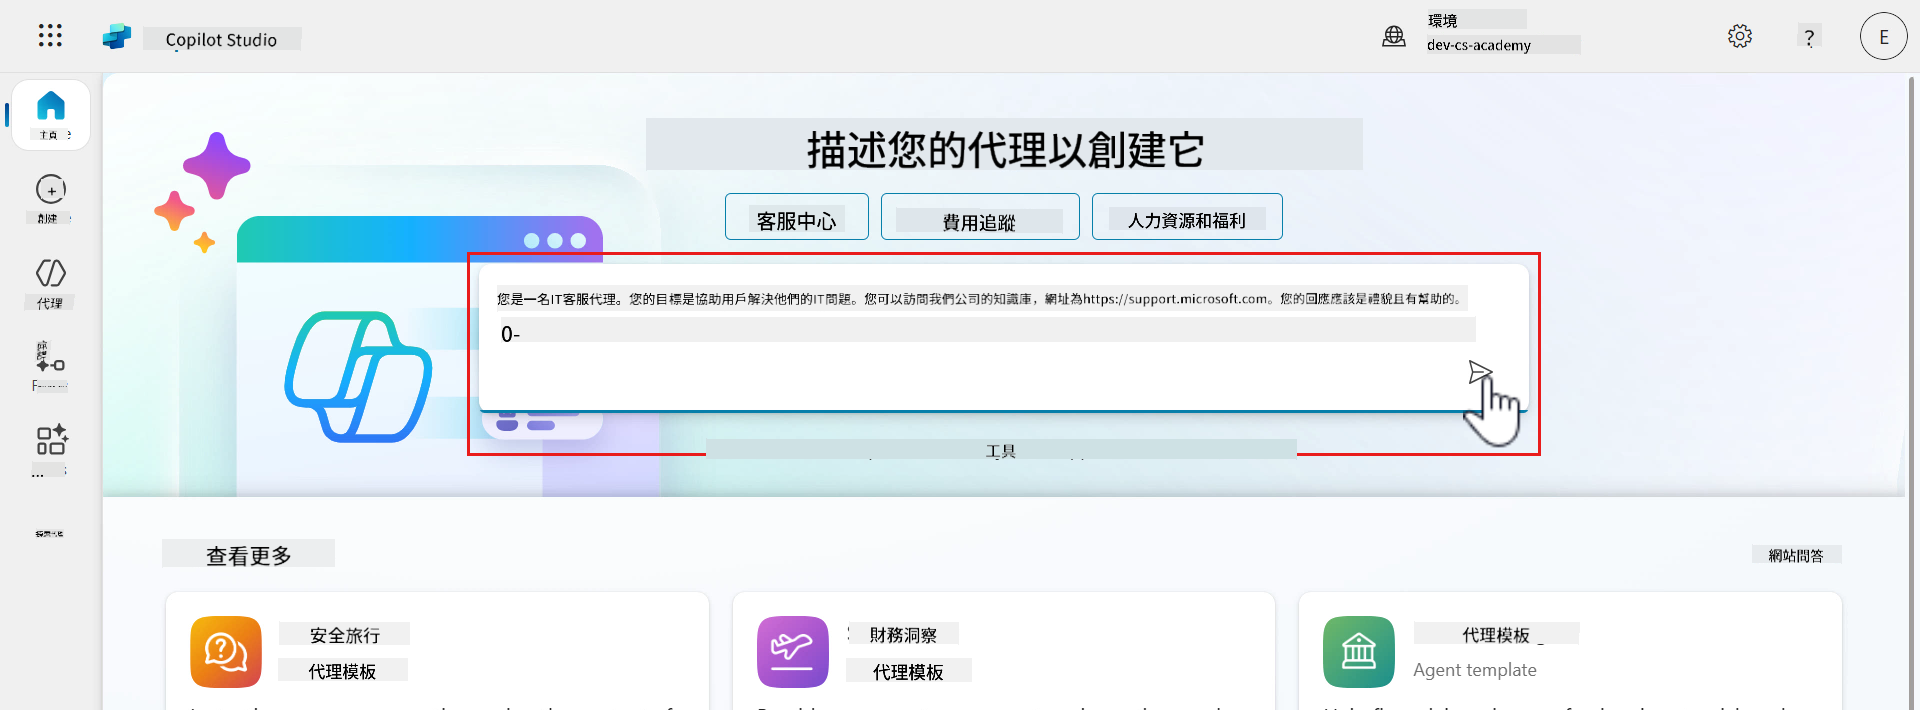 Copilot Studio
環境
dev-cs-academy
?
E
主頁
創建
代理
描述您的代理以創建它
客服中心
費用追蹤
人力資源和福利
您是一名IT客服代理。您的目標是協助用戶解決他們的IT問題。您可以訪問我們公司的知識庫，網址為https://support.microsoft.com。您的回應應該是禮貌且有幫助的。
0-
工具
查看更多
網站問答
安全旅行
代理模板
財務洞察
代理模板
代理模板
Agent template